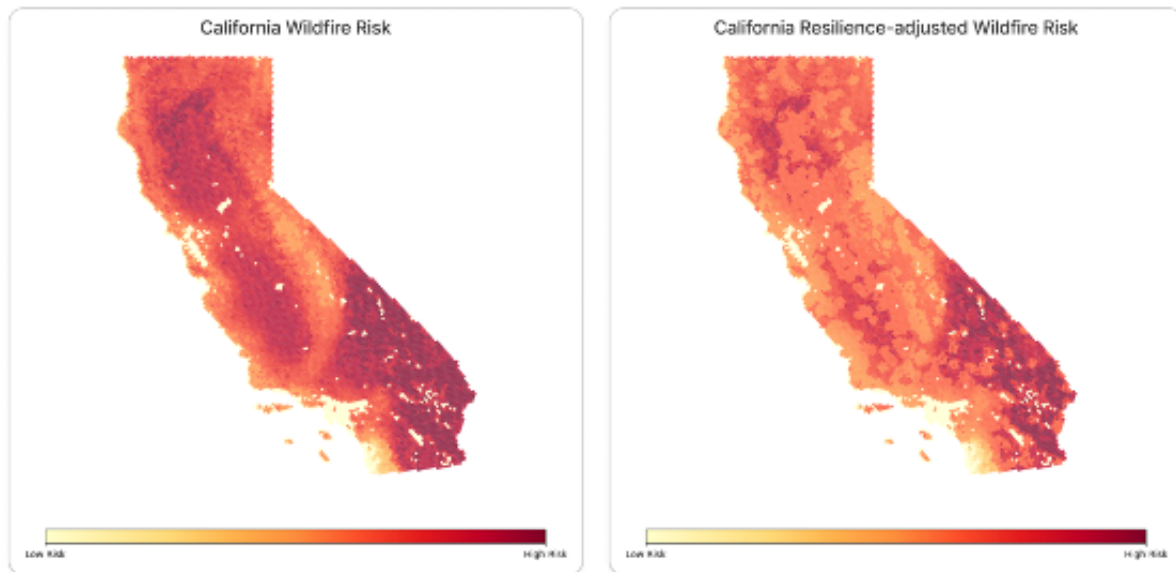 California Wildfire Risk
Low Risk
High Risk
California Resilience-adjusted Wildfire Risk
Low Risk
High Risk